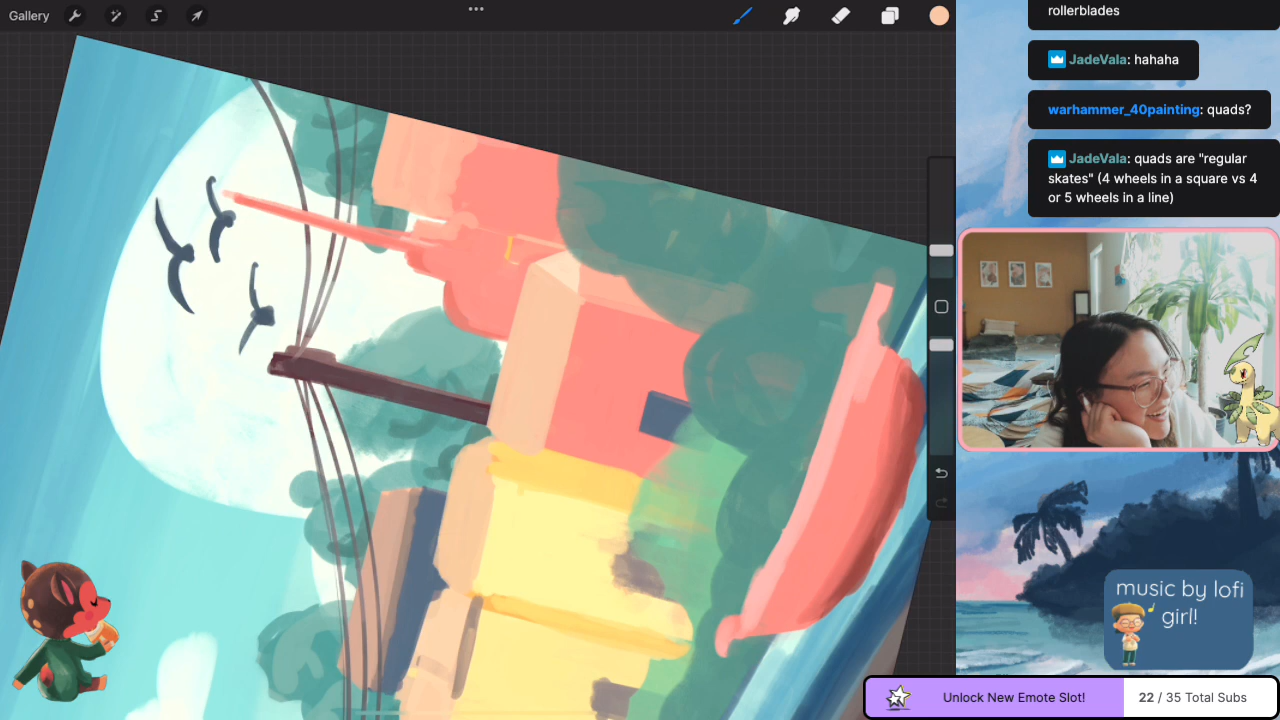 Gallery
rollerblades
JadeVala: hahaha
warhammer_40painting: quads?
JadeVala: quads are "regular
skates" (4 wheels in a square vs 4
or 5 wheels in a line)
music by lofi
girl!
Unlock New Emote Slot!
22 / 35 Total Subs